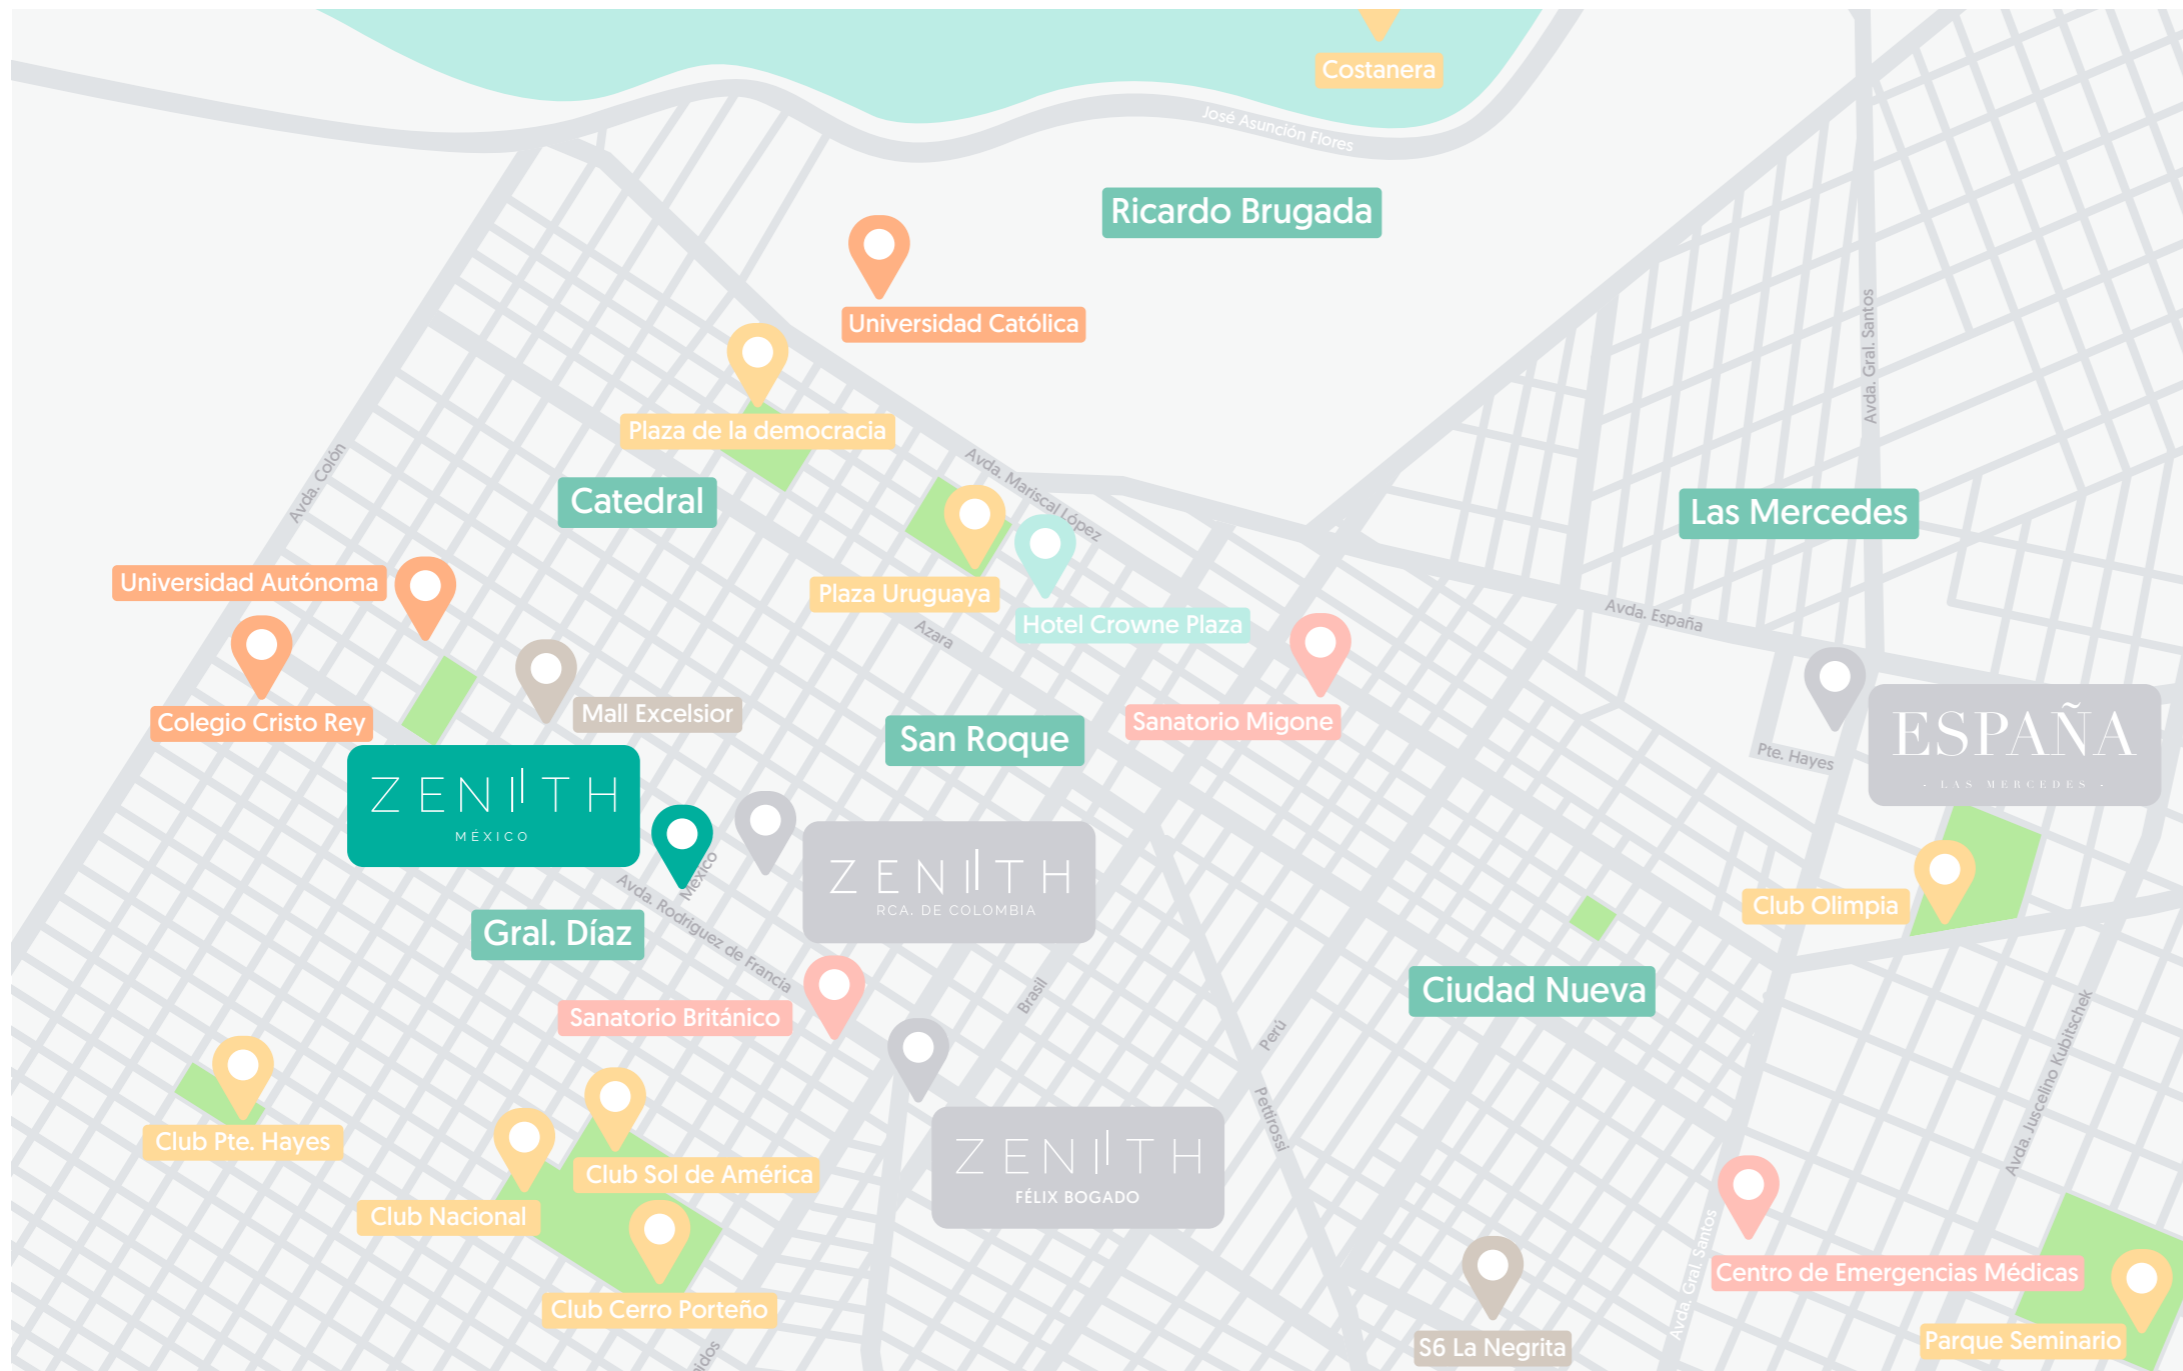 Costanera
José Asunción Flores
Ricardo Brugada
Universidad Católica
Avda. Gral. Santos
Plaza de la democracia
Avda. Colón
Avda. Mariscal López
Catedral
Las Mercedes
Universidad Autónoma
Plaza Uruguaya
Azara
Hotel Crowne Plaza
Avda. España
Colegio Cristo Rey
Mall Excelsior
Sanatorio Migone
San Roque
ESPAÑA
- LAS MERCEDES -
Pte. Hayes
ZENITH
MÉXICO
México
ZENITH
RCA. DE COLOMBIA
Avda. Rodríguez de Francia
Club Olimpia
Gral. Díaz
Ciudad Nueva
Brasil
Sanatorio Británico
Perú
Avda. Juscelino Kubitschek
Pettirossi
Club Pte. Hayes
Club Sol de América
ZENITH
FÉLIX BOGADO
Club Nacional
Avda. Gral. Santos
Centro de Emergencias Médicas
Club Cerro Porteño
S6 La Negrita
Parque Seminario